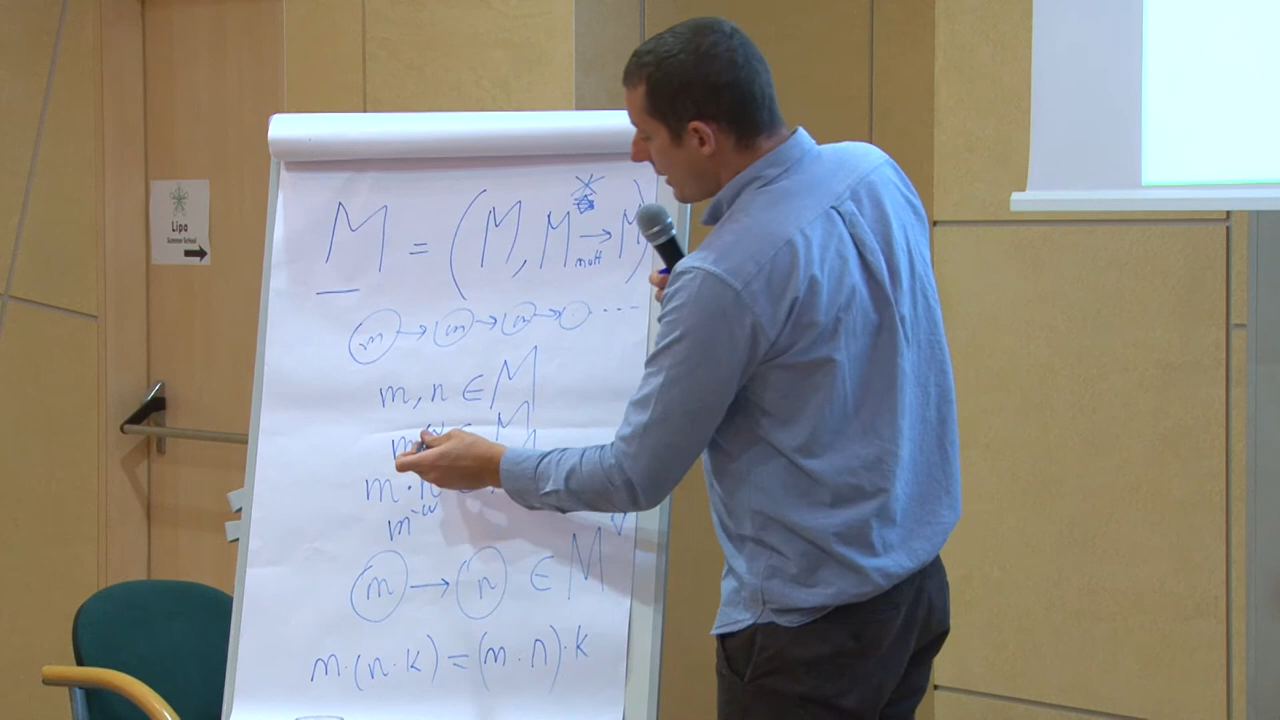 M = (M, M* → M)
mult
m → m → m → ...
m, n ∈ M
m^ω ∈ M
m · n
m^-ω
m → n ∈ M
m·(n·k) = (m·n)·k
Lipa
Summer School